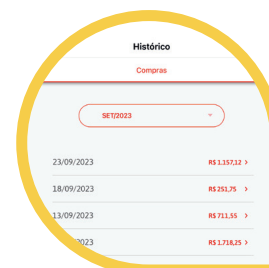 Histórico
Compras
SET/2023
23/09/2023 R$ 1.157,12 >
18/09/2023 R$ 251,75 >
13/09/2023 R$ 711,55 >
2023 R$ 1.718,25 >